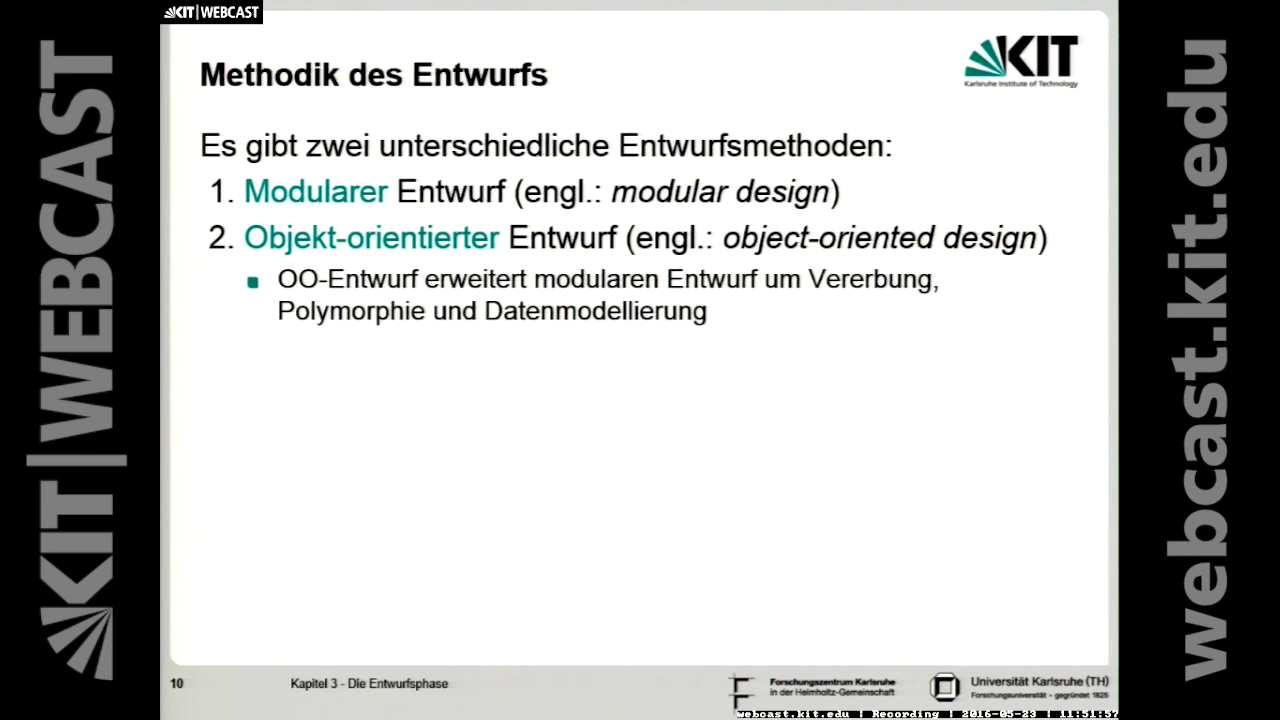 KIT|WEBCAST
KIT|WEBCAST
webcast.kit.edu
KIT
Karlsruhe Institute of Technology
Methodik des Entwurfs
Es gibt zwei unterschiedliche Entwurfsmethoden:
1. Modularer Entwurf (engl.: modular design)
2. Objekt-orientierter Entwurf (engl.: object-oriented design)
OO-Entwurf erweitert modularen Entwurf um Vererbung,
Polymorphie und Datenmodellierung
10
Kapitel 3 - Die Entwurfsphase
Forschungszentrum Karlsruhe
in der Helmholtz-Gemeinschaft
Universität Karlsruhe (TH)
Forschungsuniversität • gegründet 1825
webcast.kit.edu | Recording | 2016-05-23 | 11:51:57